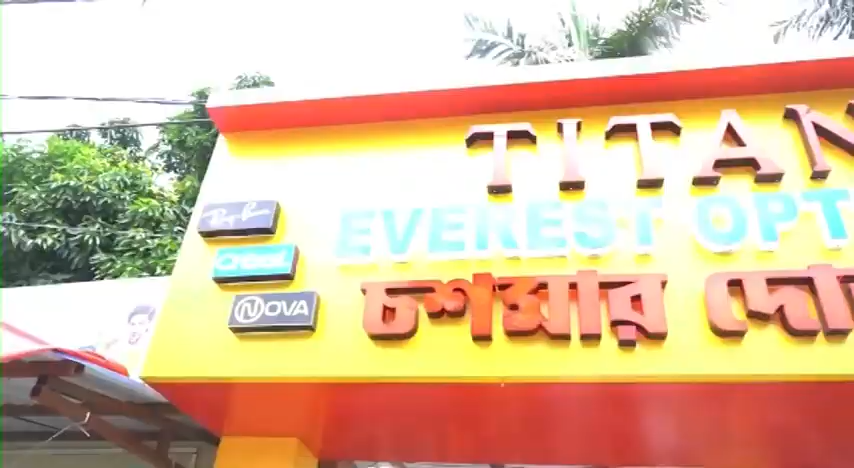 TITAN
EVEREST OPT
Ray-Ban
Crizal
NOVA
চশমার দো